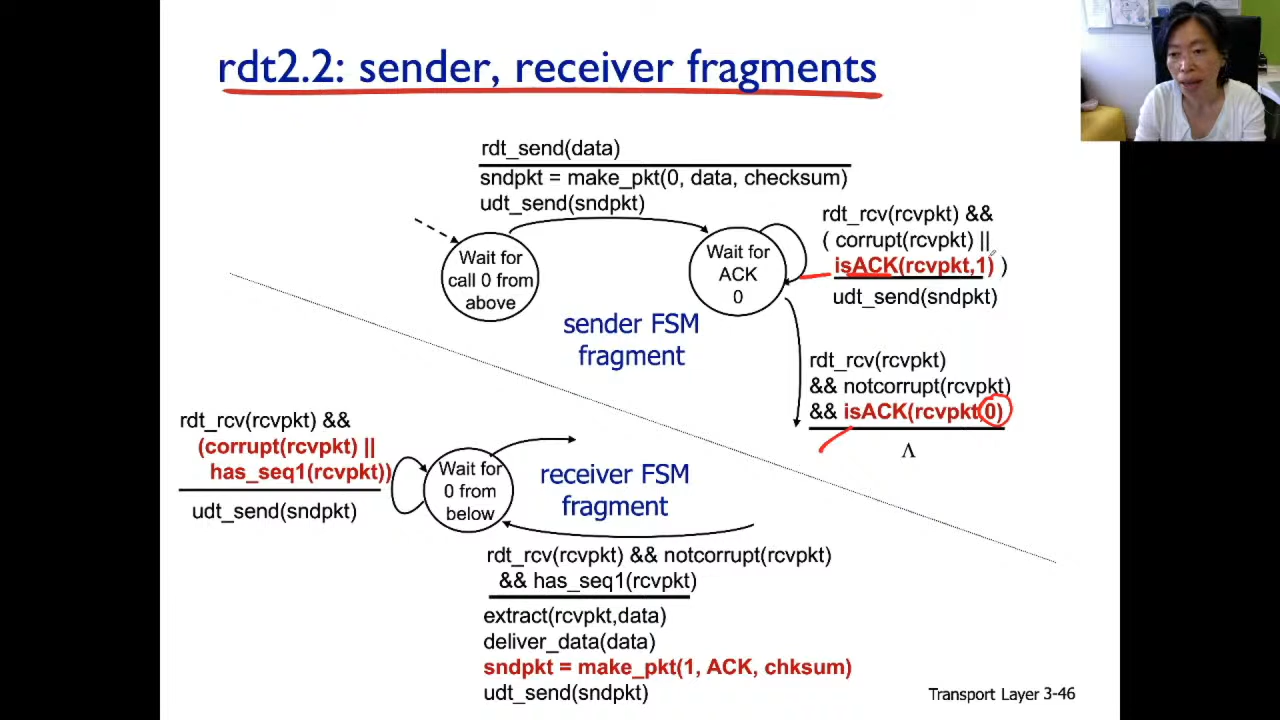 rdt2.2: sender, receiver fragments
rdt_send(data)
sndpkt = make_pkt(0, data, checksum)
udt_send(sndpkt)
Wait for
call 0 from
above
Wait for
ACK
0
rdt_rcv(rcvpkt) &&
( corrupt(rcvpkt) ||
isACK(rcvpkt,1) )
udt_send(sndpkt)
sender FSM
fragment
rdt_rcv(rcvpkt)
&& notcorrupt(rcvpkt)
&& isACK(rcvpkt,0)
Λ
rdt_rcv(rcvpkt) &&
(corrupt(rcvpkt) ||
has_seq1(rcvpkt))
udt_send(sndpkt)
Wait for
0 from
below
receiver FSM
fragment
rdt_rcv(rcvpkt) && notcorrupt(rcvpkt)
&& has_seq1(rcvpkt)
extract(rcvpkt,data)
deliver_data(data)
sndpkt = make_pkt(1, ACK, chksum)
udt_send(sndpkt)
Transport Layer 3-46